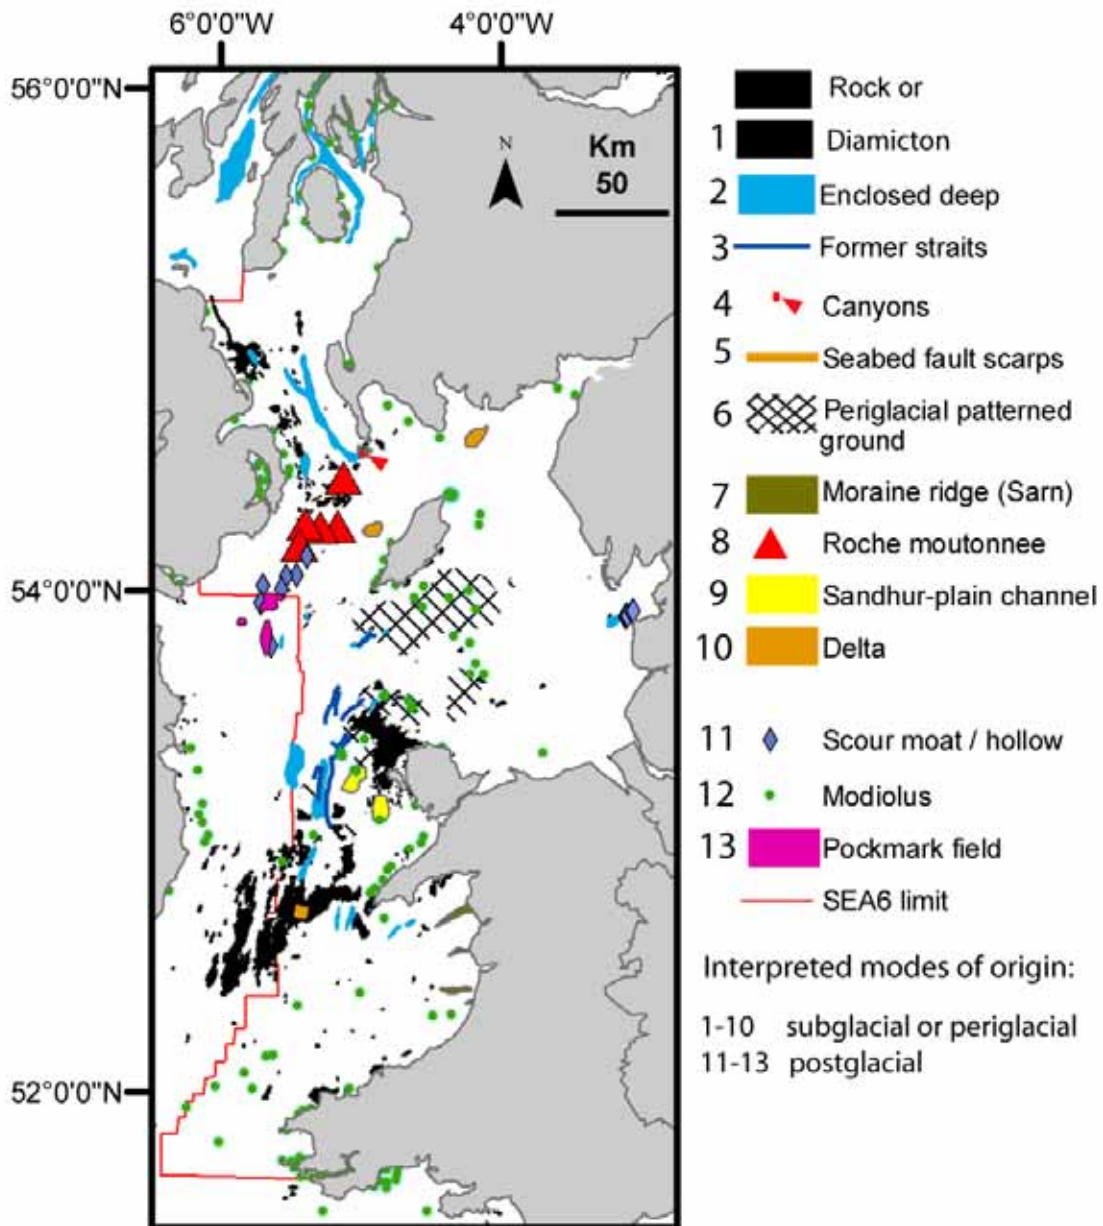 6°0'0"W
4°0'0"W
56°0'0"N
54°0'0"N
52°0'0"N
N
Km
50
Rock or
1 Diamicton
2 Enclosed deep
3 Former straits
4 Canyons
5 Seabed fault scarps
6 Periglacial patterned
ground
7 Moraine ridge (Sarn)
8 Roche moutonnee
9 Sandhur-plain channel
10 Delta
11 Scour moat / hollow
12 Modiolus
13 Pockmark field
SEA6 limit
Interpreted modes of origin:
1-10 subglacial or periglacial
11-13 postglacial